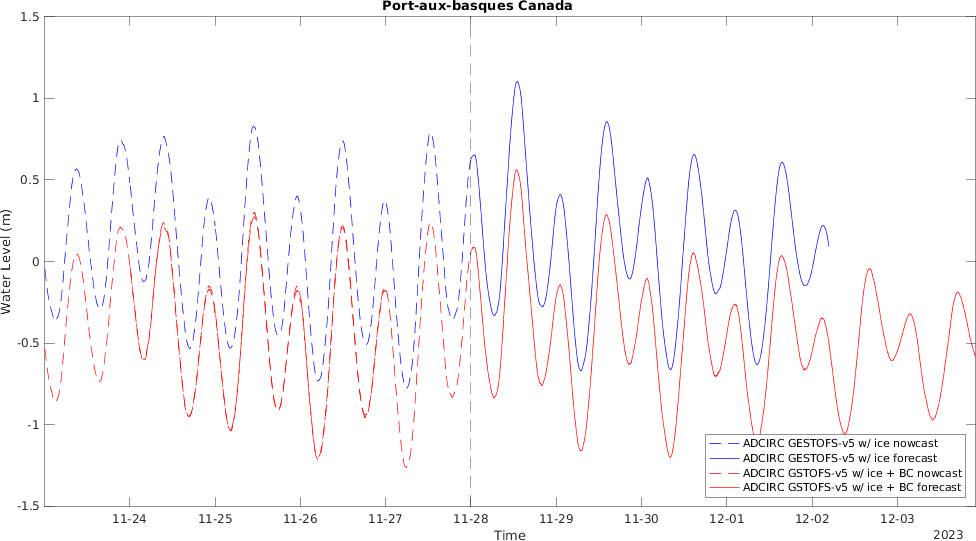 Port-aux-basques Canada
1.5
1
0.5
0
-0.5
-1
-1.5
Water Level (m)
ADCIRC GESTOFS-v5 w/ ice nowcast
ADCIRC GESTOFS-v5 w/ ice forecast
ADCIRC GSTOFS-v5 w/ ice + BC nowcast
ADCIRC GSTOFS-v5 w/ ice + BC forecast
11-24 11-25 11-26 11-27 11-28 11-29 11-30 12-01 12-02 12-03
Time
2023